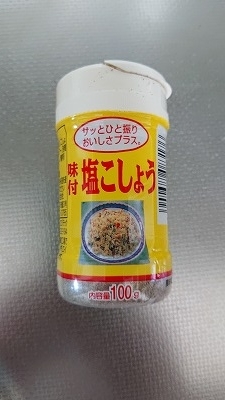 サッとひと振り
おいしさプラス。
味付
塩こしょう
内容量100g